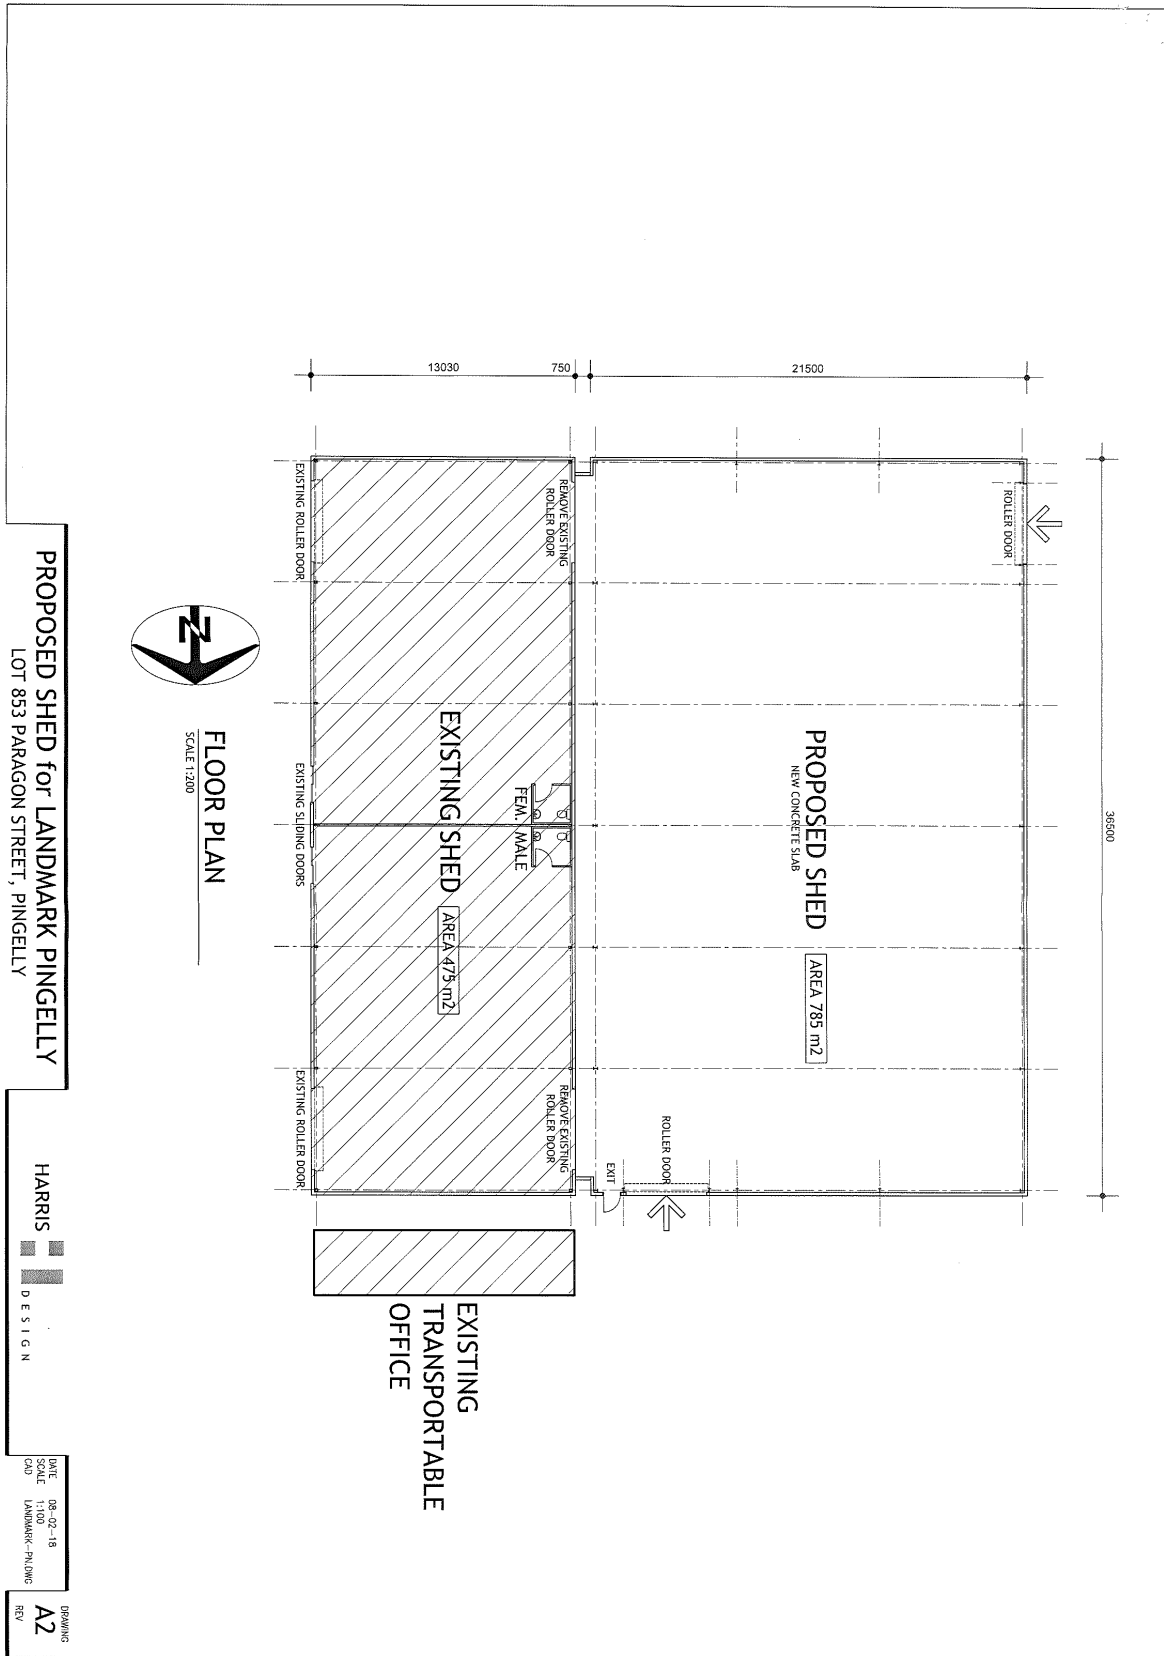 36500
21500
750
13030
ROLLER DOOR
PROPOSED SHED
NEW CONCRETE SLAB
AREA 785 m2
ROLLER DOOR
EXIT
REMOVE EXISTING
ROLLER DOOR
REMOVE EXISTING
ROLLER DOOR
FEM.
MALE
EXISTING SHED
AREA 475 m2
EXISTING ROLLER DOOR
EXISTING SLIDING DOORS
EXISTING ROLLER DOOR
EXISTING
TRANSPORTABLE
OFFICE
N
FLOOR PLAN
SCALE 1:200
PROPOSED SHED for LANDMARK PINGELLY
LOT 853 PARAGON STREET, PINGELLY
HARRIS
DESIGN
DATE 08-02-18
SCALE 1:100
CAD LANDMARK-PN.DWG
DRAWING
A2
REV